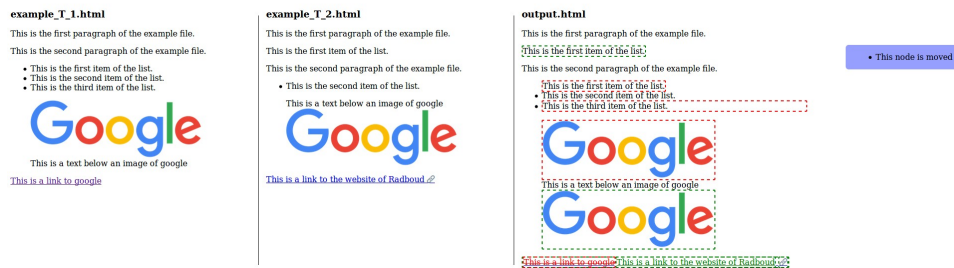 example_T_1.html
This is the first paragraph of the example file.
This is the second paragraph of the example file.
This is the first item of the list.
This is the second item of the list.
This is the third item of the list.
Google
This is a text below an image of google
This is a link to google
example_T_2.html
This is the first paragraph of the example file.
This is the first item of the list.
This is the second paragraph of the example file.
This is the second item of the list.
This is a text below an image of google
Google
This is a link to the website of Radboud
output.html
This is the first paragraph of the example file.
This is the first item of the list.
This is the second paragraph of the example file.
This is the first item of the list.
This is the second item of the list.
This is the third item of the list.
Google
This is a text below an image of google
Google
This is a link to google This is a link to the website of Radboud
This node is moved